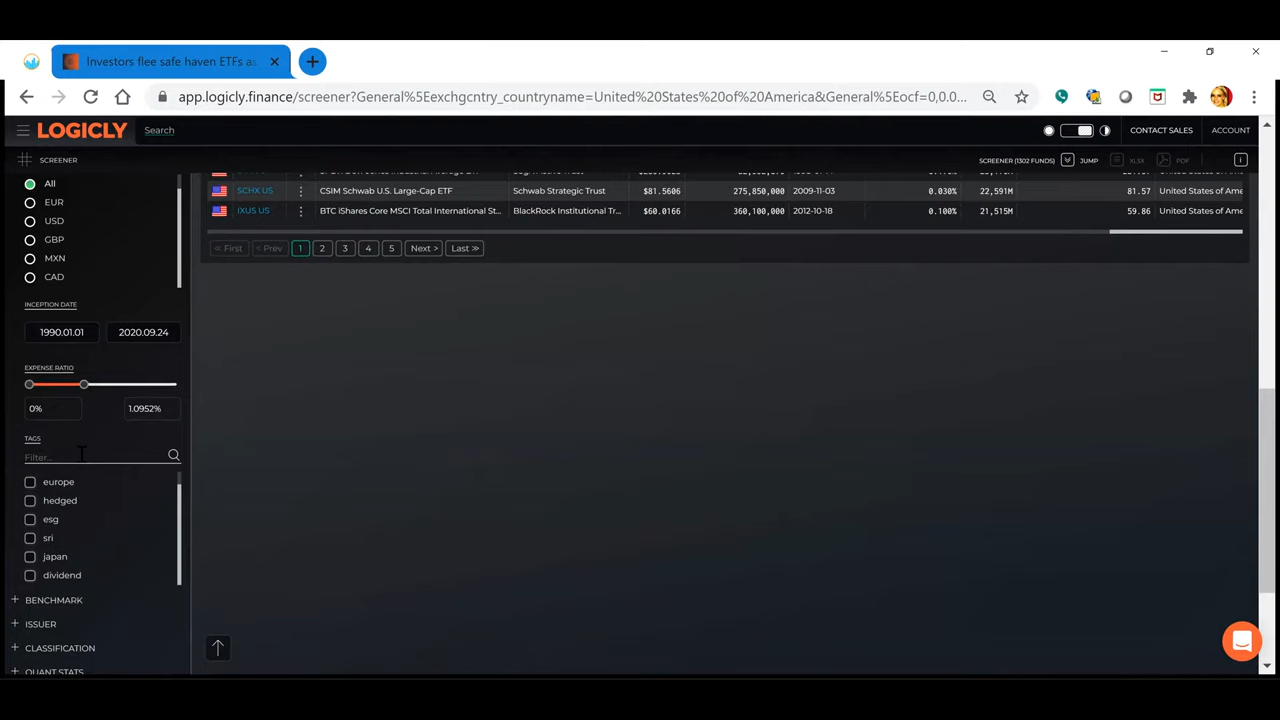 Investors flee safe haven ETFs as
app.logicly.finance/screener?General%5Eexchgcntry_countryname=United%20States%20of%20America&General%5Eocf=0,0.0...
LOGICLY
Search
CONTACT SALES
ACCOUNT
SCREENER
SCREENER (1302 FUNDS)
JUMP
XLSX
PDF
All
EUR
USD
GBP
MXN
CAD
SCHX US
CSIM Schwab U.S. Large-Cap ETF
Schwab Strategic Trust
$81.5606
275,850,000
2009-11-03
0.030%
22,591M
81.57
United States of Ame
IXUS US
BTC iShares Core MSCI Total International St...
BlackRock Institutional Tr...
$60.0166
360,100,000
2012-10-18
0.100%
21,515M
59.86
United States of Ame
≪ First
< Prev
1
2
3
4
5
Next >
Last ≫
INCEPTION DATE
1990.01.01
2020.09.24
EXPENSE RATIO
0%
1.0952%
TAGS
Filter...
europe
hedged
esg
sri
japan
dividend
BENCHMARK
ISSUER
CLASSIFICATION
QUANT STATS